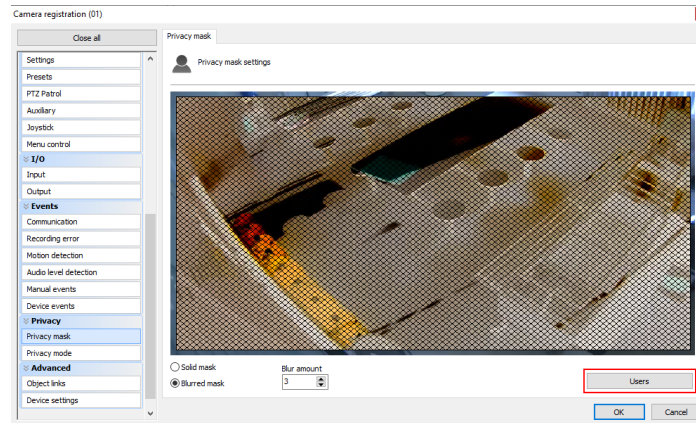 Camera registration (01)
Close all
Settings
Presets
PTZ Patrol
Auxiliary
Joystick
Menu control
I/O
Input
Output
Events
Communication
Recording error
Motion detection
Audio level detection
Manual events
Device events
Privacy
Privacy mask
Privacy mode
Advanced
Object links
Device settings
Privacy mask
Privacy mask settings
Solid mask
Blurred mask
Blur amount
3
Users
OK Cancel